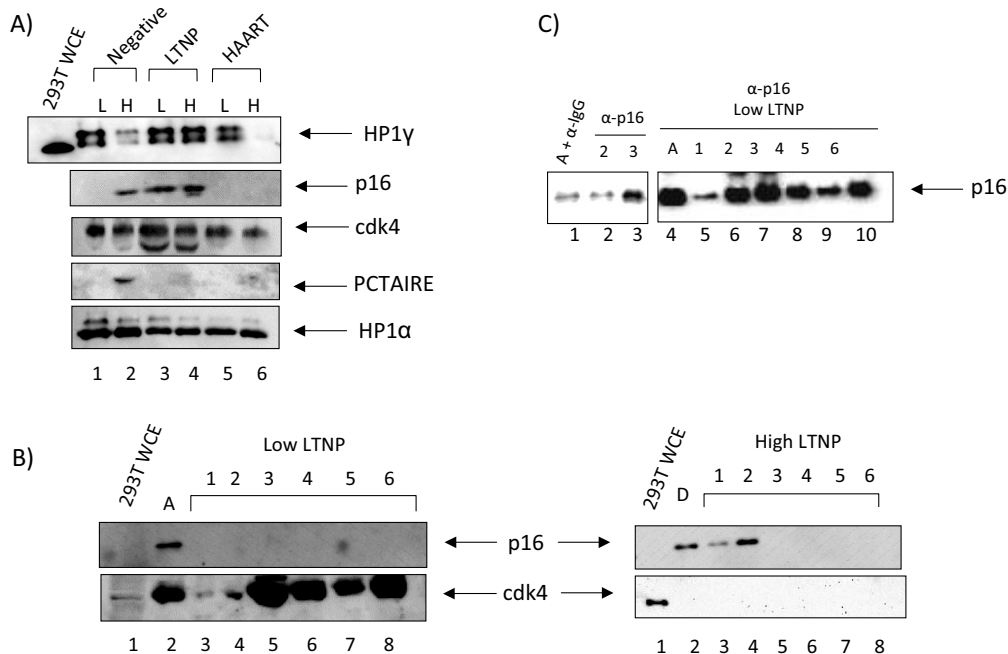 A)
293T WCE
Negative
LTNP
HAART
L H L H L H
HP1γ
p16
cdk4
PCTAIRE
HP1α
1 2 3 4 5 6
C)
A + α-IgG
α-p16
2 3
α-p16
Low LTNP
A 1 2 3 4 5 6
p16
1 2 3 4 5 6 7 8 9 10
B)
293T WCE
Low LTNP
A 1 2 3 4 5 6
p16
cdk4
1 2 3 4 5 6 7 8
293T WCE
High LTNP
D 1 2 3 4 5 6
1 2 3 4 5 6 7 8